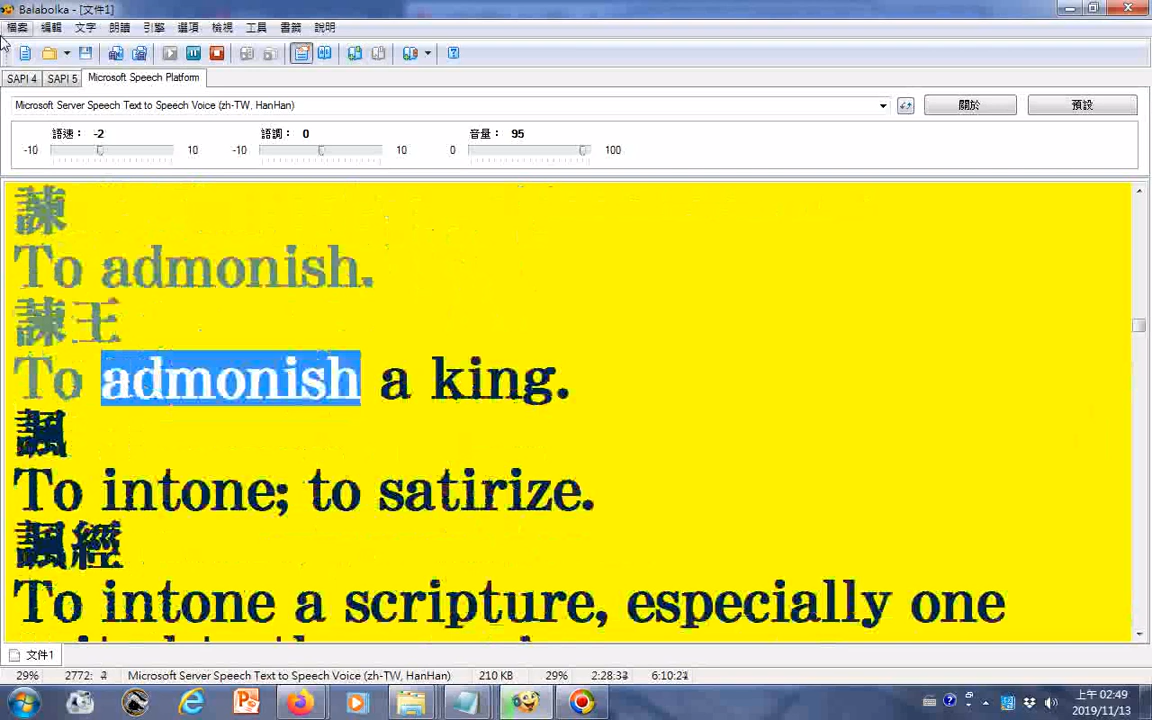 Balabolka - [文件1]
檔案 編輯 文字 朗讀 引擎 選項 檢視 工具 書籤 說明
SAPI 4 SAPI 5 Microsoft Speech Platform
Microsoft Server Speech Text to Speech Voice (zh-TW, HanHan) 關於 預設
語速： -2 語調： 0 音量： 95
-10 10 -10 10 0 100
諫
To admonish.
諫王
To admonish a king.
諷
To intone; to satirize.
諷經
To intone a scripture, especially one
文件1
29% 2772: Microsoft Server Speech Text to Speech Voice (zh-TW, HanHan) 210 KB 29%
上午 02:49
2019/11/13